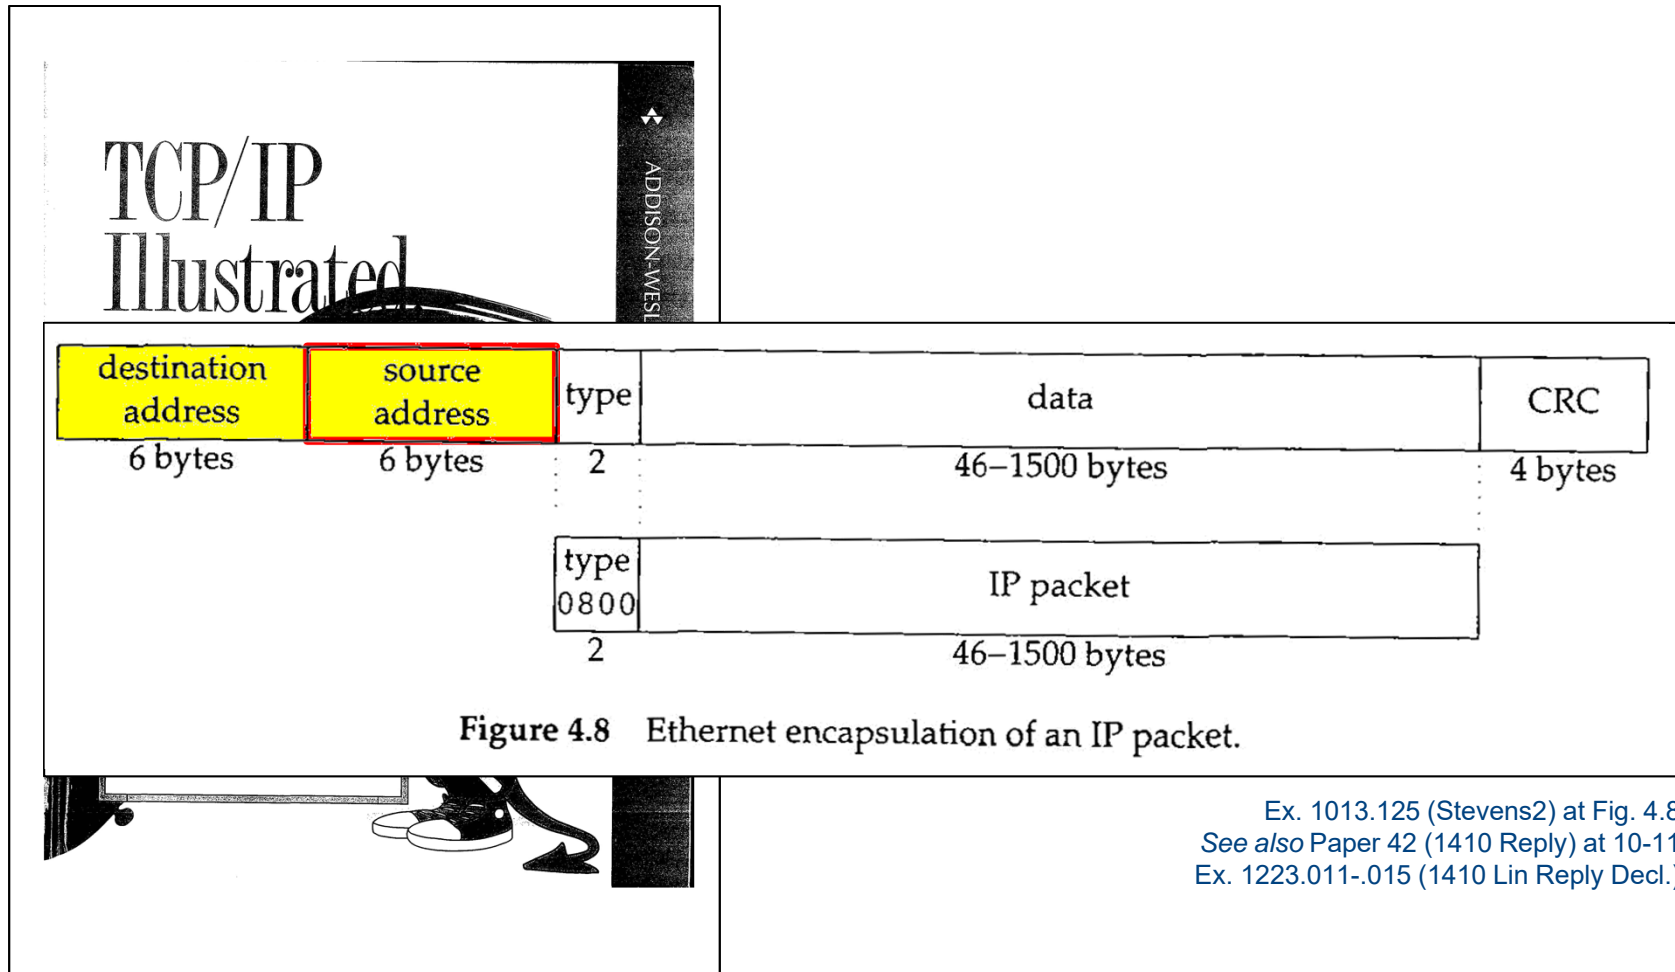 TCP/IP
Illustrated
ADDISON-WESL
destination address
source address
type
data
CRC
6 bytes
6 bytes
2
46–1500 bytes
4 bytes
type 0800
IP packet
2
46–1500 bytes
Figure 4.8 Ethernet encapsulation of an IP packet.
Ex. 1013.125 (Stevens2) at Fig. 4.8
See also Paper 42 (1410 Reply) at 10-11
Ex. 1223.011-.015 (1410 Lin Reply Decl.)